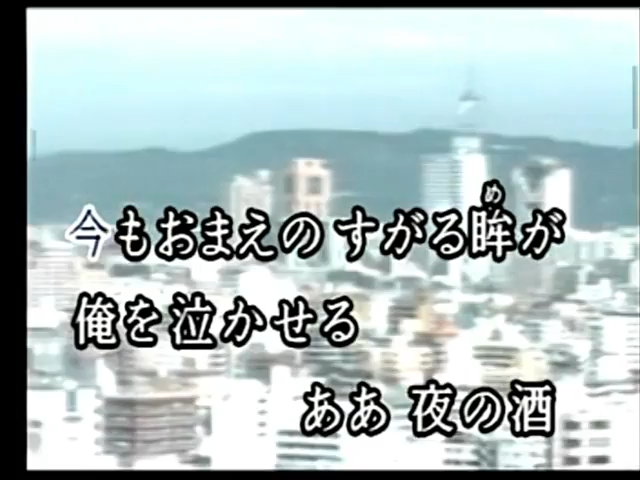 め
今もおまえの すがる眸が
俺を泣かせる
ああ 夜の酒